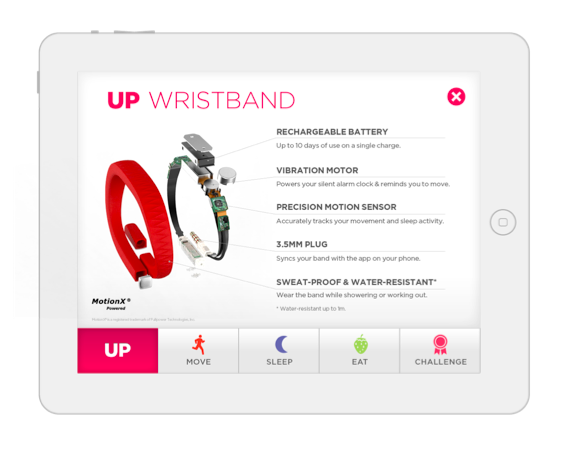 UP WRISTBAND
RECHARGEABLE BATTERY
Up to 10 days of use on a single charge.
VIBRATION MOTOR
Powers your silent alarm clock & reminds you to move.
PRECISION MOTION SENSOR
Accurately tracks your movement and sleep activity.
3.5MM PLUG
Syncs your band with the app on your phone.
SWEAT-PROOF & WATER-RESISTANT*
Wear the band while showering or working out.
* Water-resistant up to 1m.
MotionX®
Powered
UP
MOVE
SLEEP
EAT
CHALLENGE